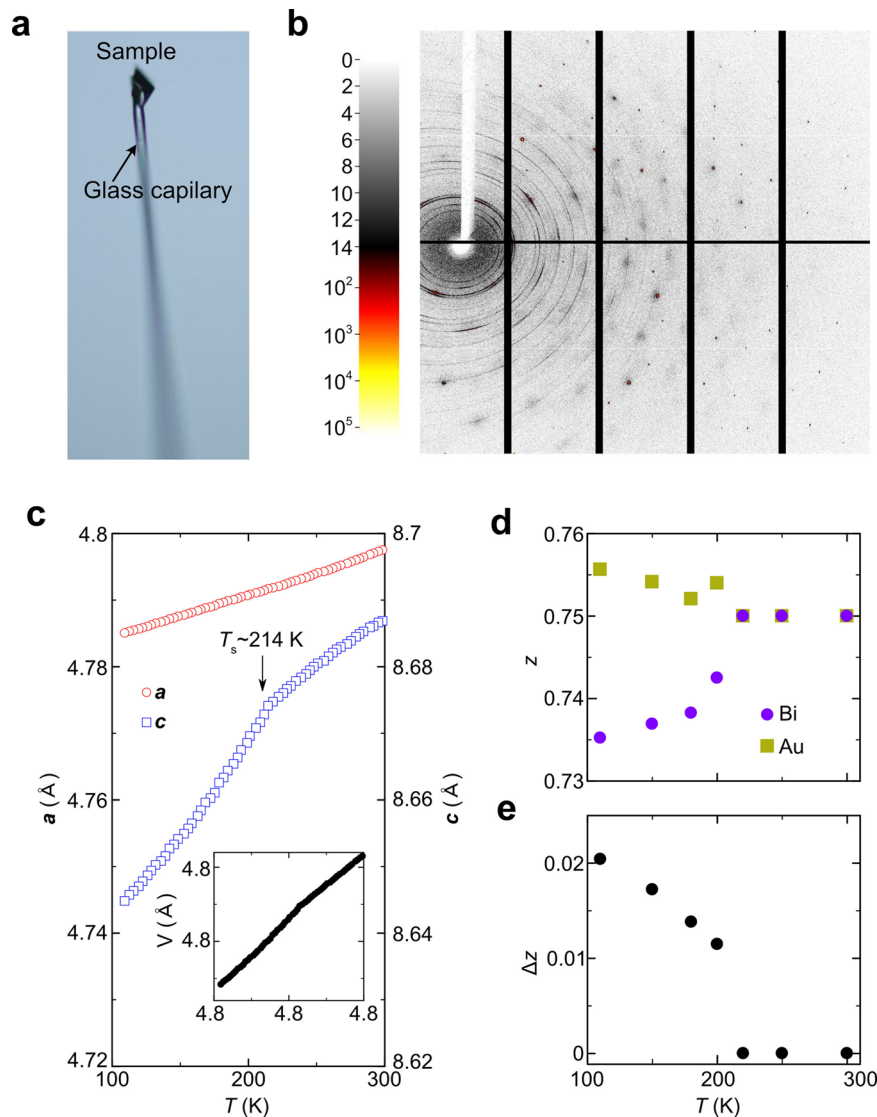 a
Sample
Glass capilary
b
0
2
4
6
8
10
12
14
10²
10³
10⁴
10⁵
c
4.8
4.78
4.76
4.74
4.72
a (Å)
8.7
8.68
8.66
8.64
8.62
c (Å)
Tₛ~214 K
a
c
V (Å)
4.8
4.8
4.8
4.8
4.8
100
200
300
T (K)
d
0.76
0.75
0.74
0.73
z
Bi
Au
e
0.02
0.01
0
Δz
100
200
300
T (K)